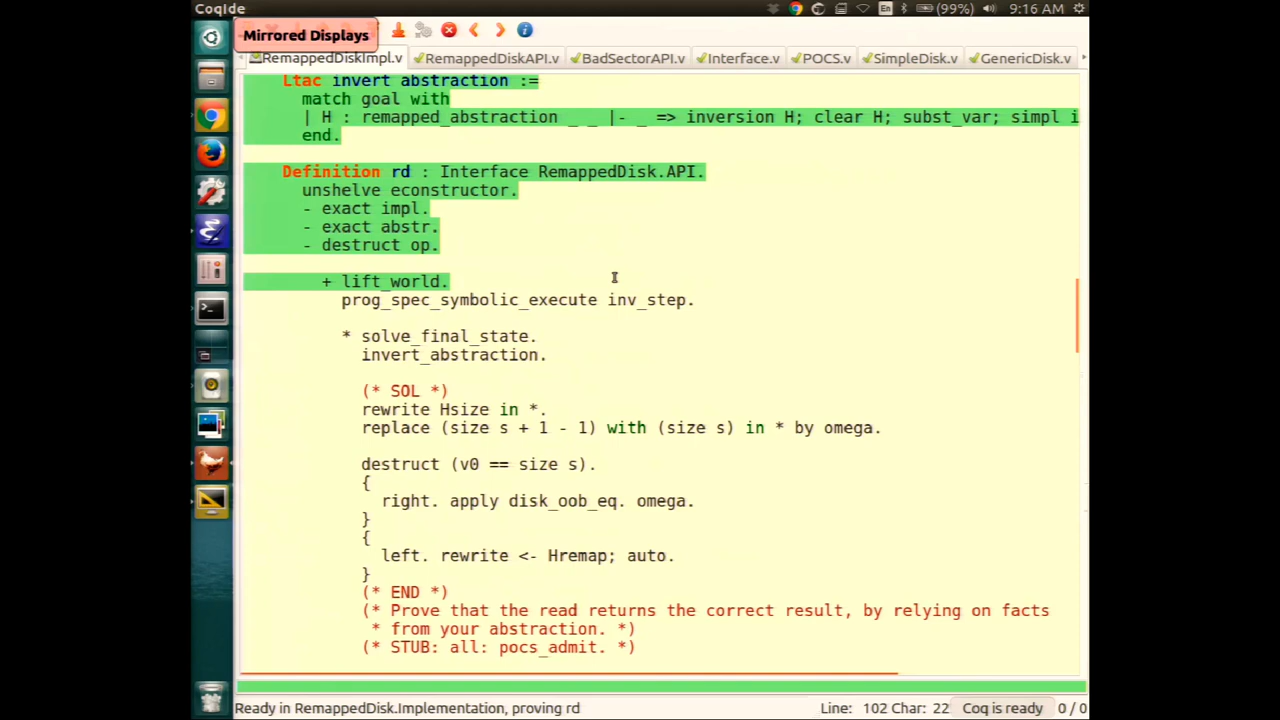 CoqIde
En
(99%)
9:16 AM
Mirrored Displays
RemappedDiskImpl.v
RemappedDiskAPI.v
BadSectorAPI.v
Interface.v
POCS.v
SimpleDisk.v
GenericDisk.v
Ltac invert_abstraction :=
match goal with
| H : remapped_abstraction _ _ |- _ => inversion H; clear H; subst_var; simpl i
end.
Definition rd : Interface RemappedDisk.API.
unshelve econstructor.
- exact impl.
- exact abstr.
- destruct op.
+ lift_world.
prog_spec_symbolic_execute inv_step.
* solve_final_state.
invert_abstraction.
(* SOL *)
rewrite Hsize in *.
replace (size s + 1 - 1) with (size s) in * by omega.
destruct (v0 == size s).
{
right. apply disk_oob_eq. omega.
}
{
left. rewrite <- Hremap; auto.
}
(* END *)
(* Prove that the read returns the correct result, by relying on facts
* from your abstraction. *)
(* STUB: all: pocs_admit. *)
Ready in RemappedDisk.Implementation, proving rd
Line: 102 Char: 22
Coq is ready
0 / 0